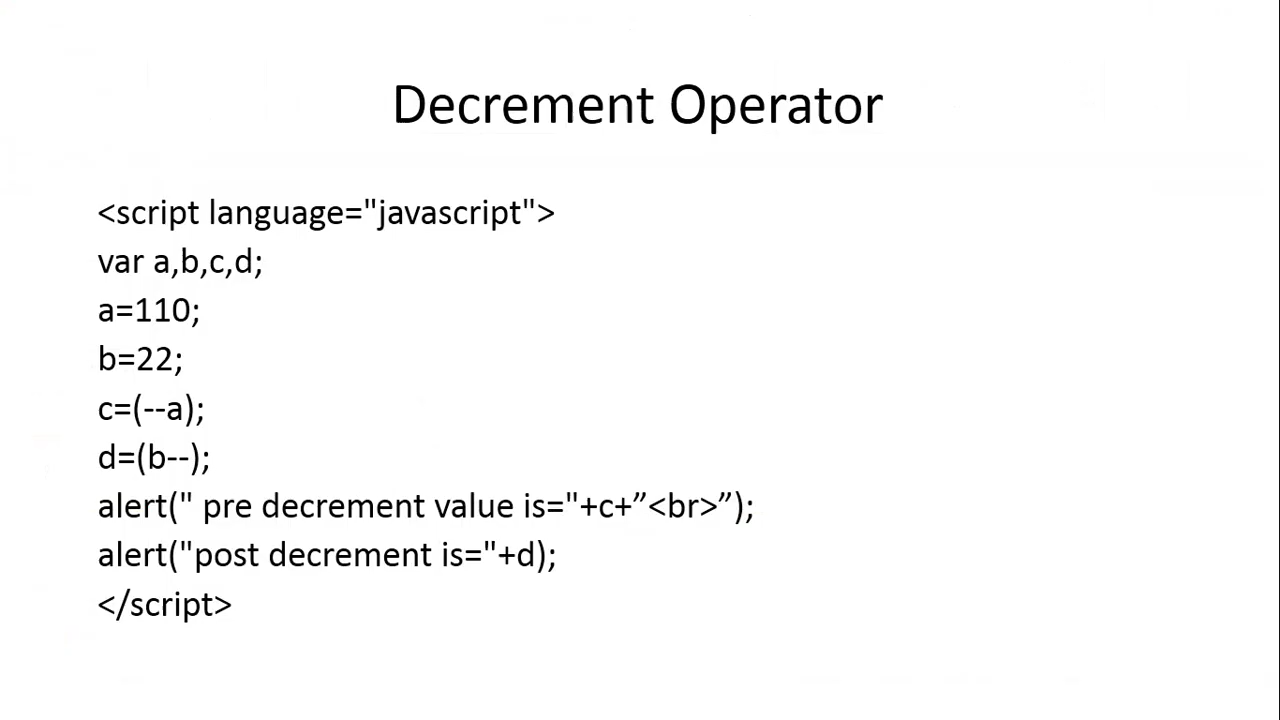 Decrement Operator
<script language="javascript">
var a,b,c,d;
a=110;
b=22;
c=(--a);
d=(b--);
alert(" pre decrement value is="+c+”<br>”);
alert("post decrement is="+d);
</script>